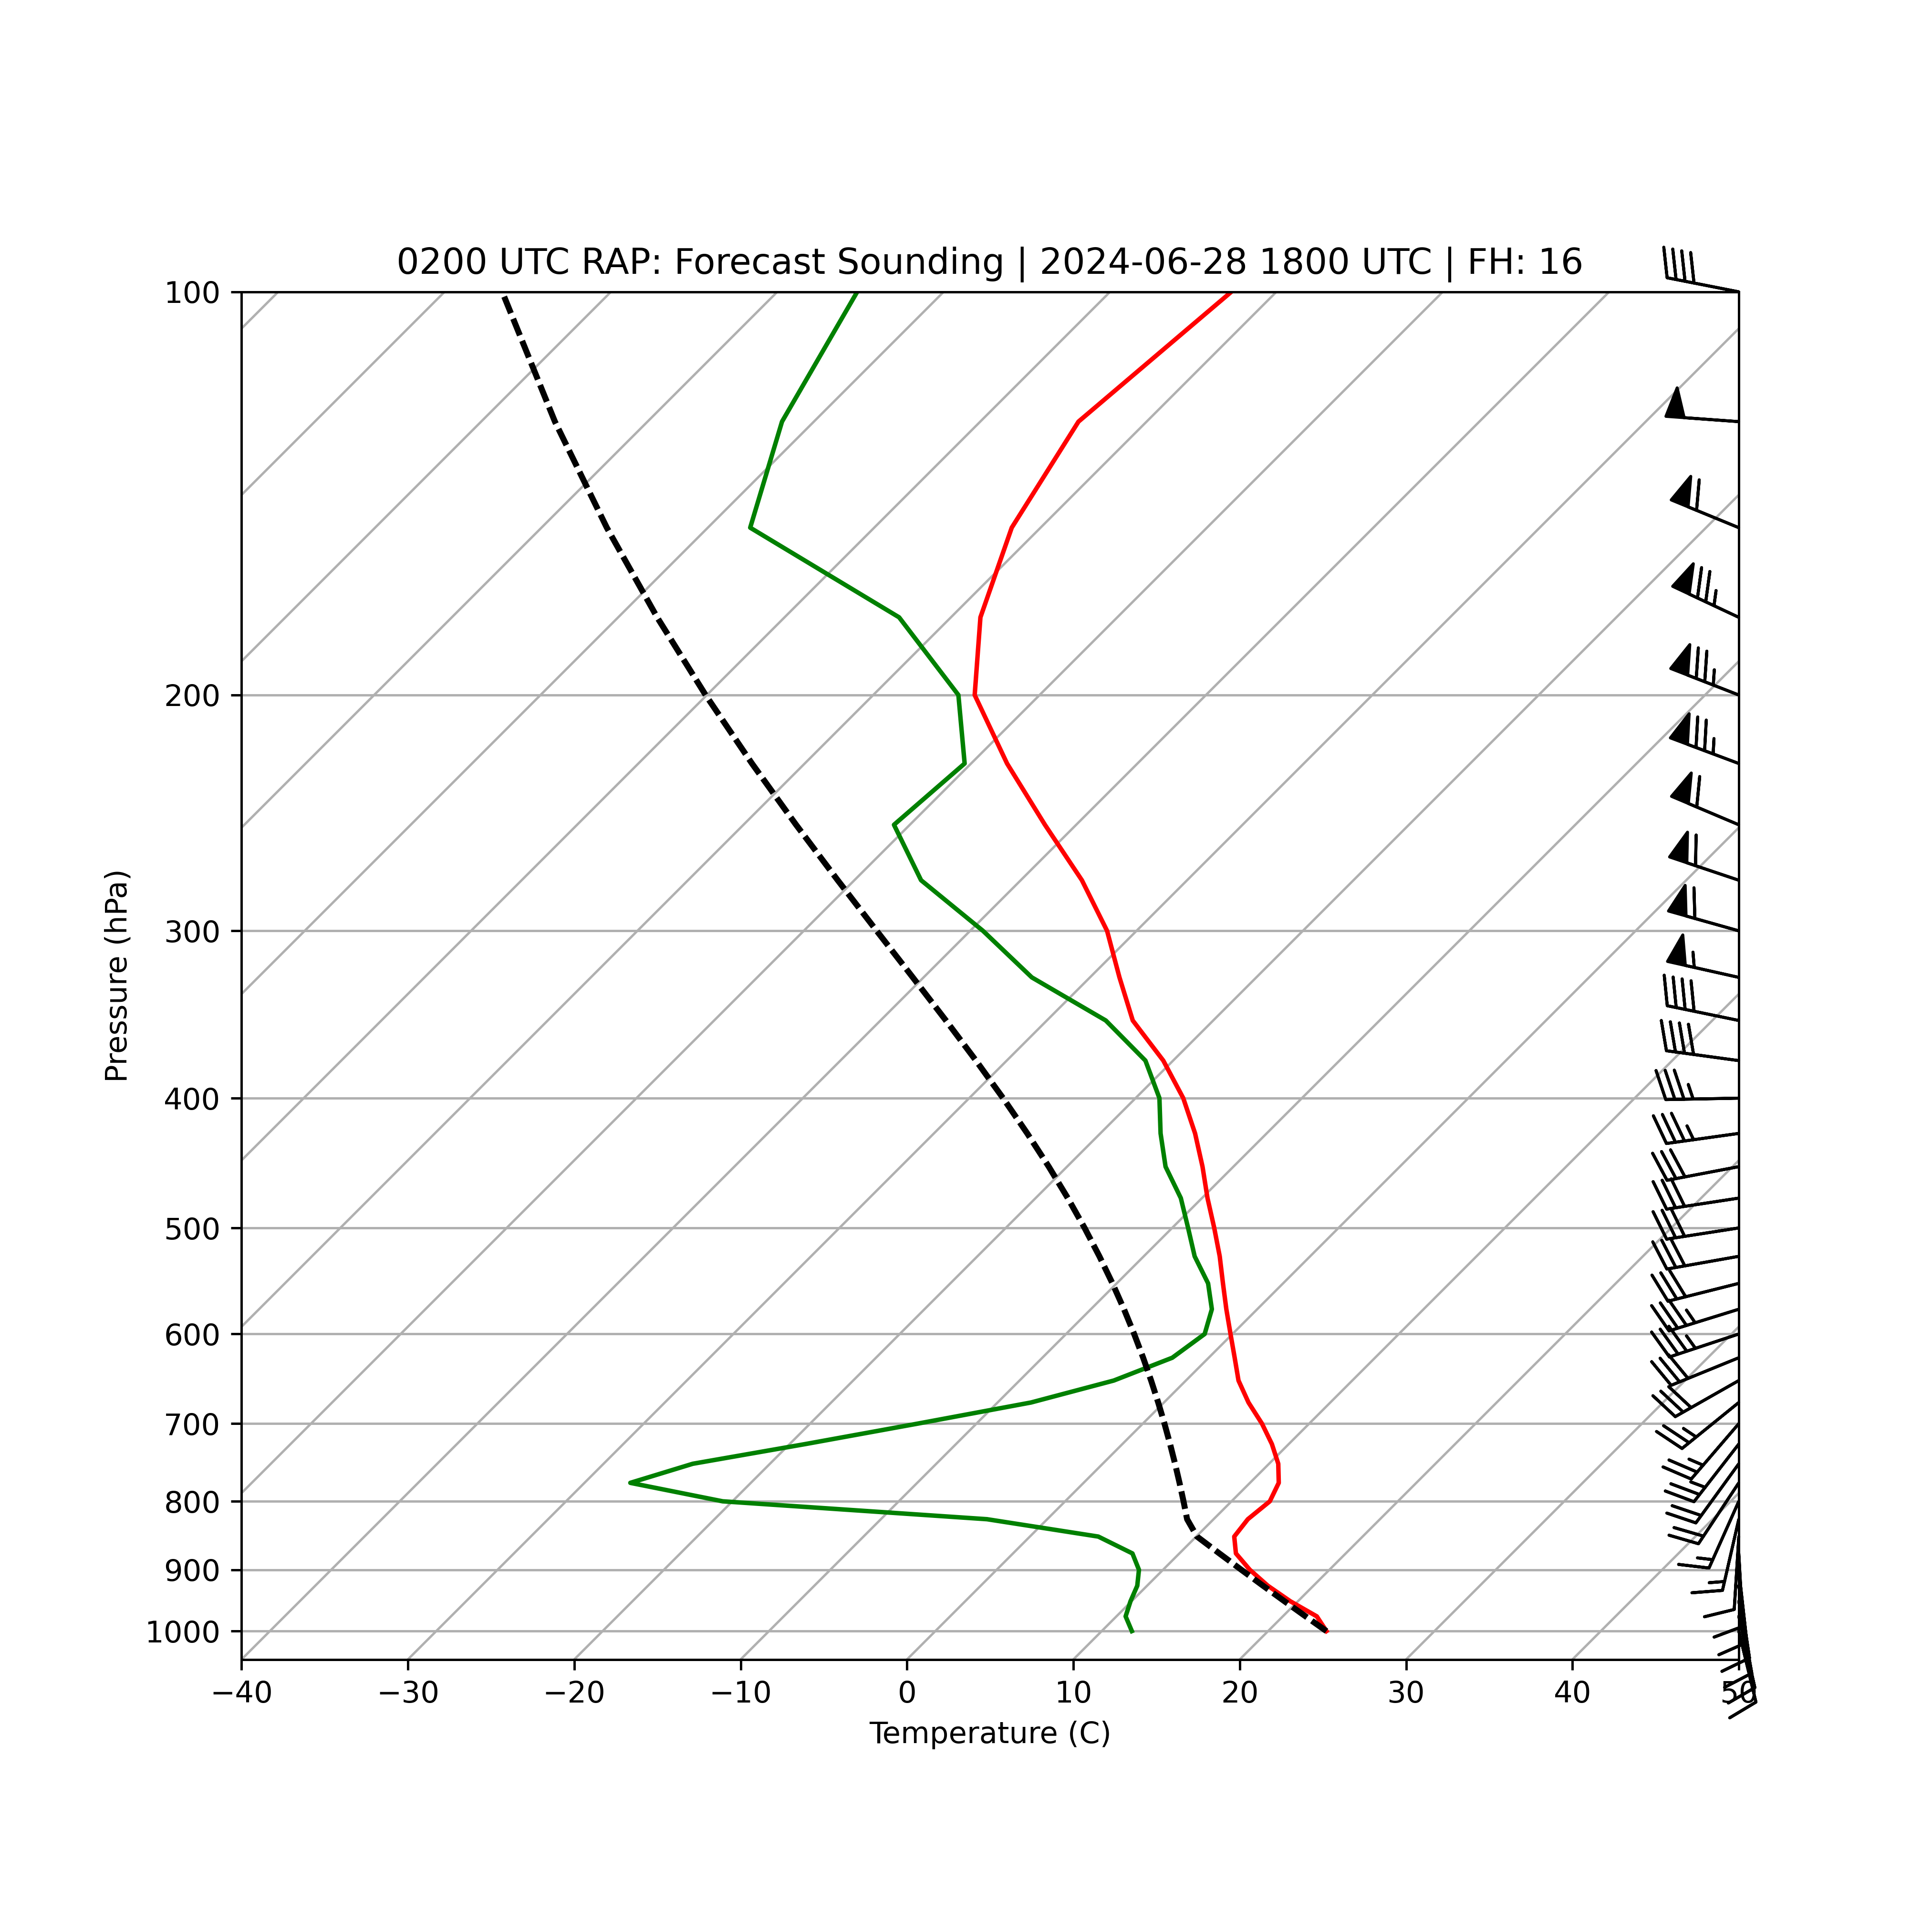 0200 UTC RAP: Forecast Sounding | 2024-06-28 1800 UTC | FH: 16
100
200
300
400
500
600
700
800
900
1000
Pressure (hPa)
−40 −30 −20 −10 0 10 20 30 40 50
Temperature (C)